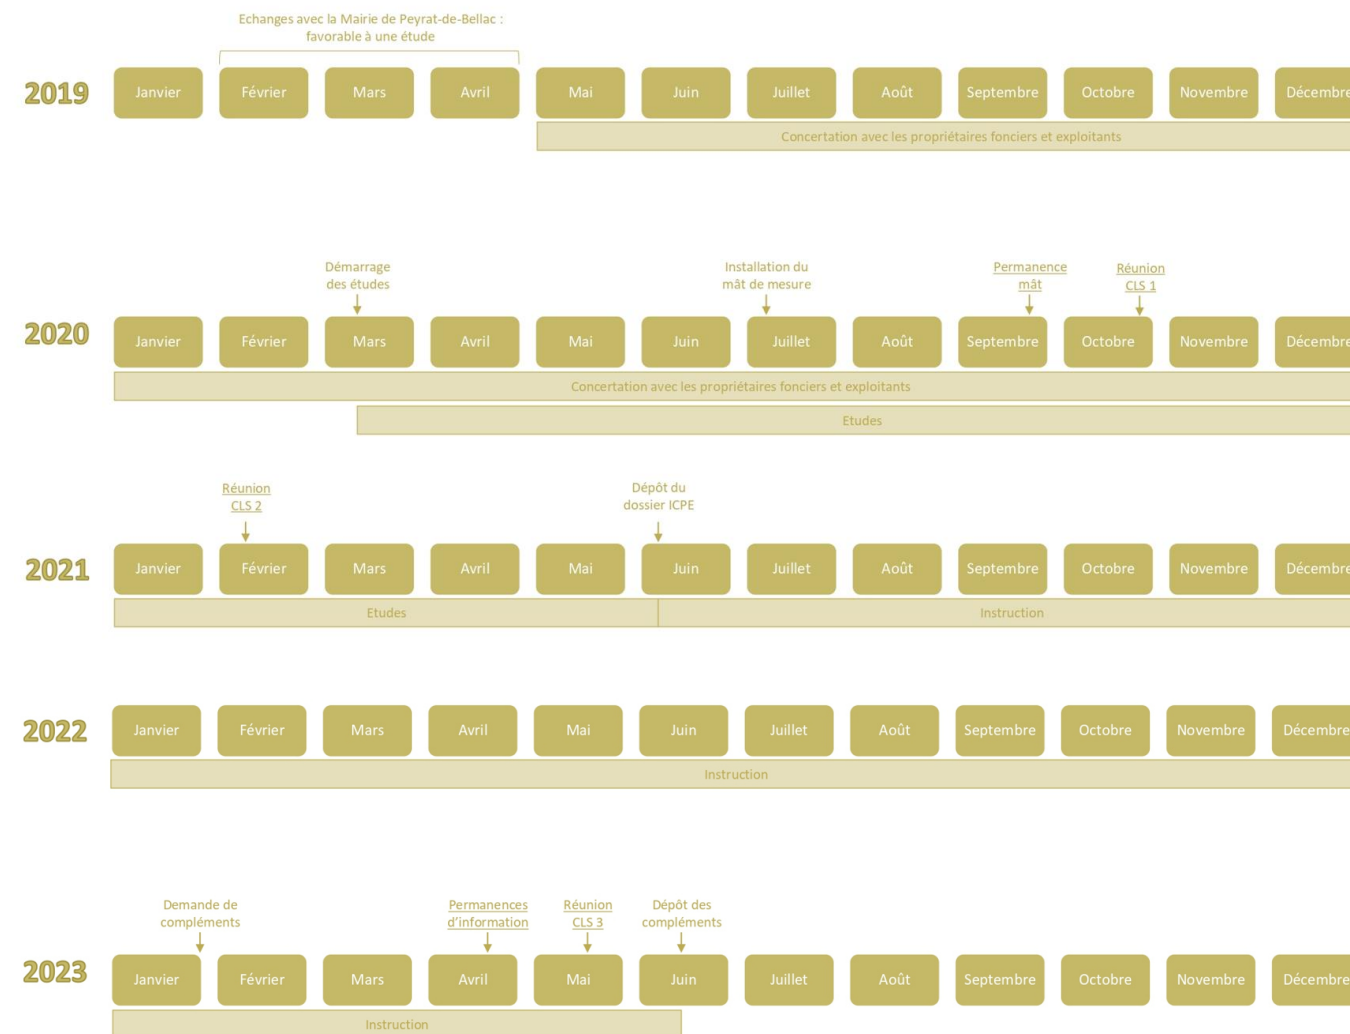 Echanges avec la Mairie de Peyrat-de-Bellac :
favorable à une étude
2019 Janvier Février Mars Avril Mai Juin Juillet Août Septembre Octobre Novembre Décembre
Concertation avec les propriétaires fonciers et exploitants
Démarrage
des études
Installation du
mât de mesure
Permanence
mât
Réunion
CLS 1
2020 Janvier Février Mars Avril Mai Juin Juillet Août Septembre Octobre Novembre Décembre
Concertation avec les propriétaires fonciers et exploitants
Etudes
Réunion
CLS 2
Dépôt du
dossier ICPE
2021 Janvier Février Mars Avril Mai Juin Juillet Août Septembre Octobre Novembre Décembre
Etudes Instruction
2022 Janvier Février Mars Avril Mai Juin Juillet Août Septembre Octobre Novembre Décembre
Instruction
Demande de
compléments
Permanences
d'information
Réunion
CLS 3
Dépôt des
compléments
2023 Janvier Février Mars Avril Mai Juin Juillet Août Septembre Octobre Novembre Décembre
Instruction